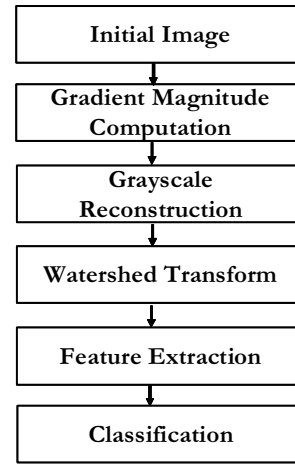 Initial Image
Gradient Magnitude
Computation
Grayscale
Reconstruction
Watershed Transform
Feature Extraction
Classification